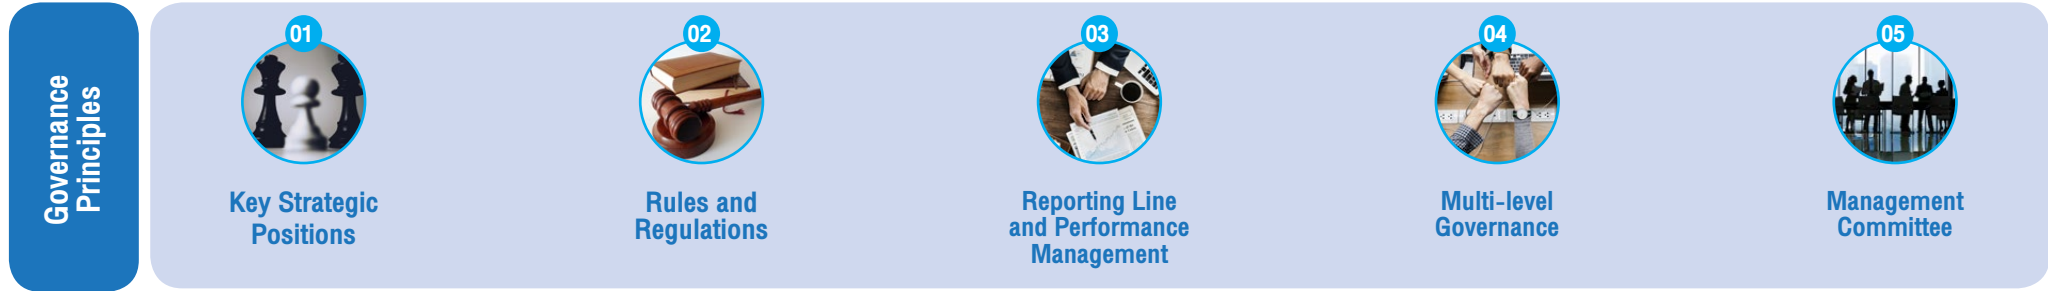 Governance
Principles
01
Key Strategic
Positions
02
Rules and
Regulations
03
Reporting Line
and Performance
Management
04
Multi-level
Governance
05
Management
Committee